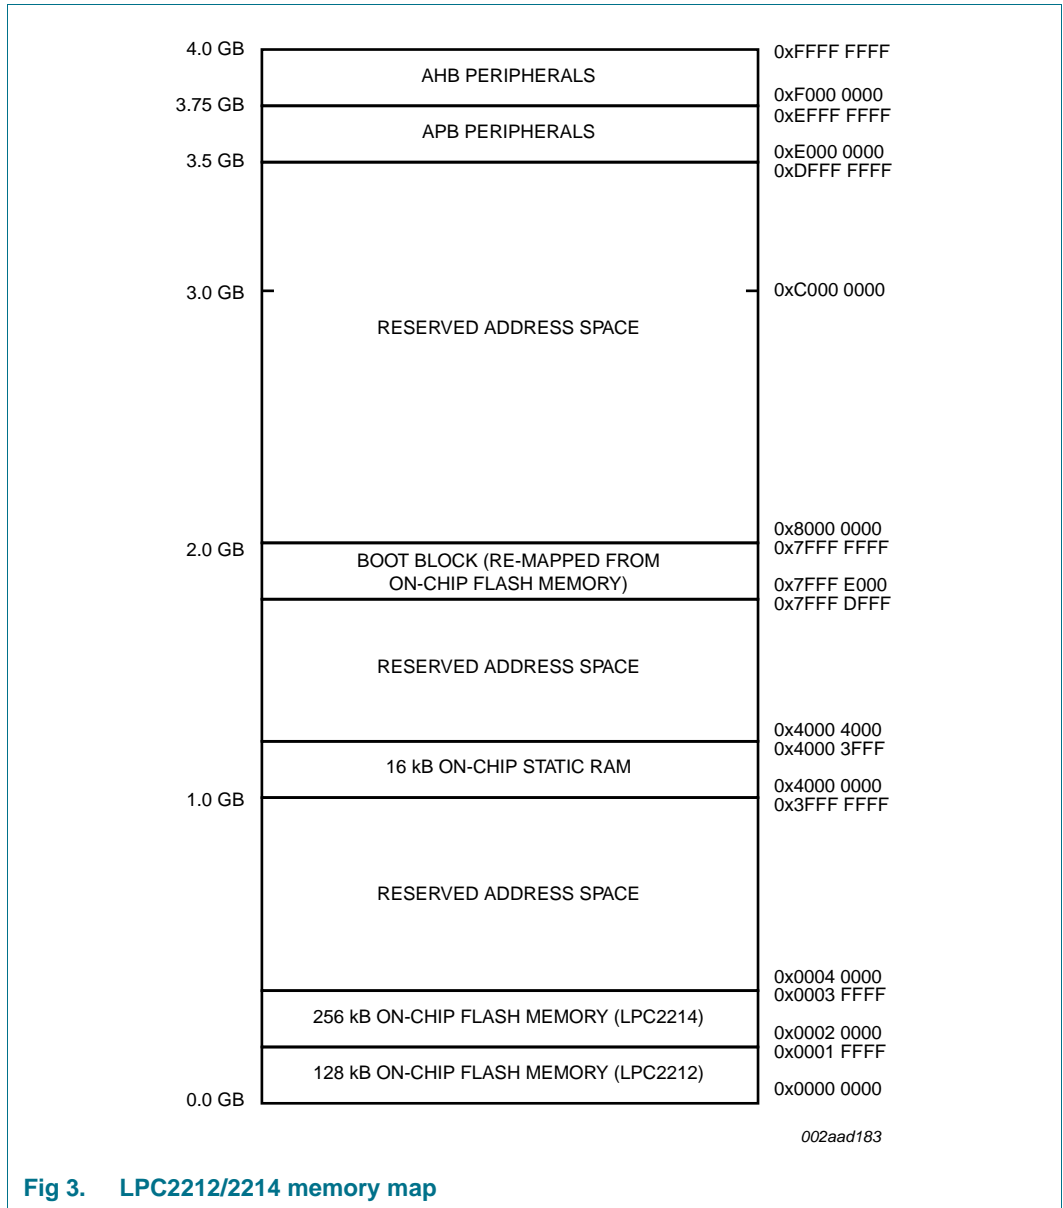 4.0 GB
0xFFFF FFFF
AHB PERIPHERALS
0xF000 0000
3.75 GB
0xEFFF FFFF
APB PERIPHERALS
0xE000 0000
3.5 GB
0xDFFF FFFF
3.0 GB
0xC000 0000
RESERVED ADDRESS SPACE
0x8000 0000
2.0 GB
0x7FFF FFFF
BOOT BLOCK (RE-MAPPED FROM
ON-CHIP FLASH MEMORY)
0x7FFF E000
0x7FFF DFFF
RESERVED ADDRESS SPACE
0x4000 4000
0x4000 3FFF
16 kB ON-CHIP STATIC RAM
0x4000 0000
1.0 GB
0x3FFF FFFF
RESERVED ADDRESS SPACE
0x0004 0000
0x0003 FFFF
256 kB ON-CHIP FLASH MEMORY (LPC2214)
0x0002 0000
0x0001 FFFF
128 kB ON-CHIP FLASH MEMORY (LPC2212)
0x0000 0000
0.0 GB
002aad183
Fig 3. LPC2212/2214 memory map